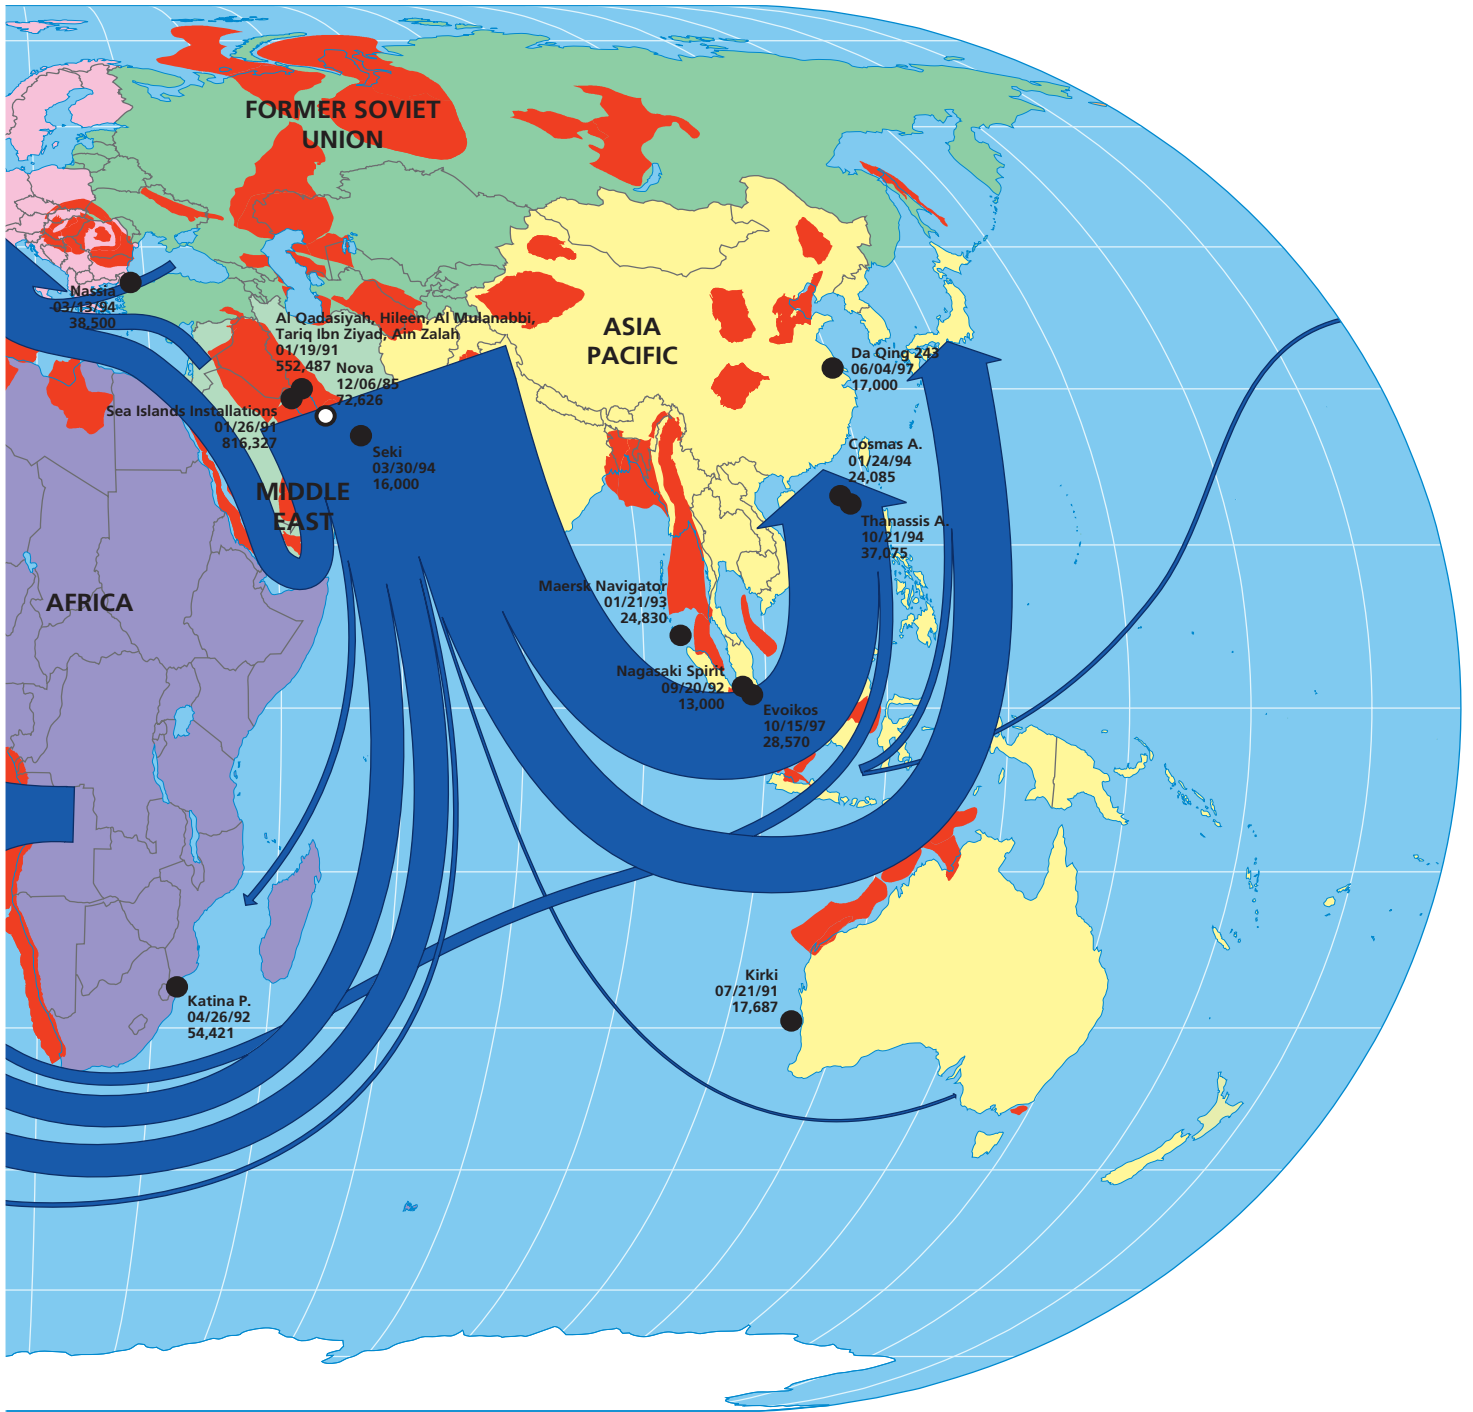 FORMER SOVIET
UNION
Nassia
03/13/94
38,500
Al Qadasiyah, Hileen, Al Mulanabbi,
Tariq Ibn Ziyad, Ain Zalah
01/19/91
552,487
Nova
12/06/85
72,626
ASIA
PACIFIC
Da Qing 243
06/04/97
17,000
Sea Islands Installations
01/26/91
816,327
Seki
03/30/94
16,000
Cosmas A.
01/24/94
24,085
MIDDLE
EAST
Thanassis A.
10/21/94
37,075
AFRICA
Maersk Navigator
01/21/93
24,830
Nagasaki Spirit
09/20/92
13,000
Evoikos
10/15/97
28,570
Kirki
07/21/91
17,687
Katina P.
04/26/92
54,421